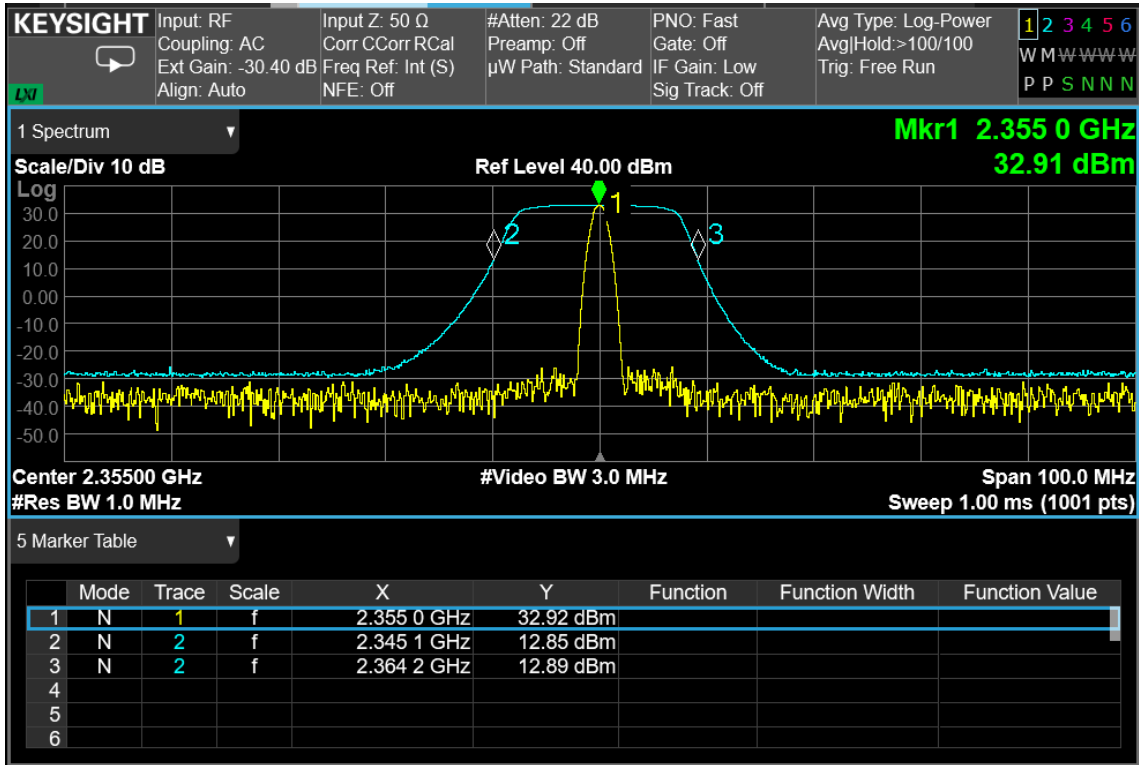 KEYSIGHT
LXI
Input: RF
Coupling: AC
Ext Gain: -30.40 dB
Align: Auto
Input Z: 50 Ω
Corr CCorr RCal
Freq Ref: Int (S)
NFE: Off
#Atten: 22 dB
Preamp: Off
µW Path: Standard
PNO: Fast
Gate: Off
IF Gain: Low
Sig Track: Off
Avg Type: Log-Power
Avg|Hold:>100/100
Trig: Free Run
1 2 3 4 5 6
W M W W W W
P P S N N N
1 Spectrum
Mkr1 2.355 0 GHz
32.91 dBm
Scale/Div 10 dB
Ref Level 40.00 dBm
Log
30.0
20.0
10.0
0.00
-10.0
-20.0
-30.0
-40.0
-50.0
1
2
3
Center 2.35500 GHz
#Video BW 3.0 MHz
Span 100.0 MHz
#Res BW 1.0 MHz
Sweep 1.00 ms (1001 pts)
5 Marker Table
Mode Trace Scale X Y Function Function Width Function Value
1 N 1 f 2.355 0 GHz 32.92 dBm
2 N 2 f 2.345 1 GHz 12.85 dBm
3 N 2 f 2.364 2 GHz 12.89 dBm
4
5
6